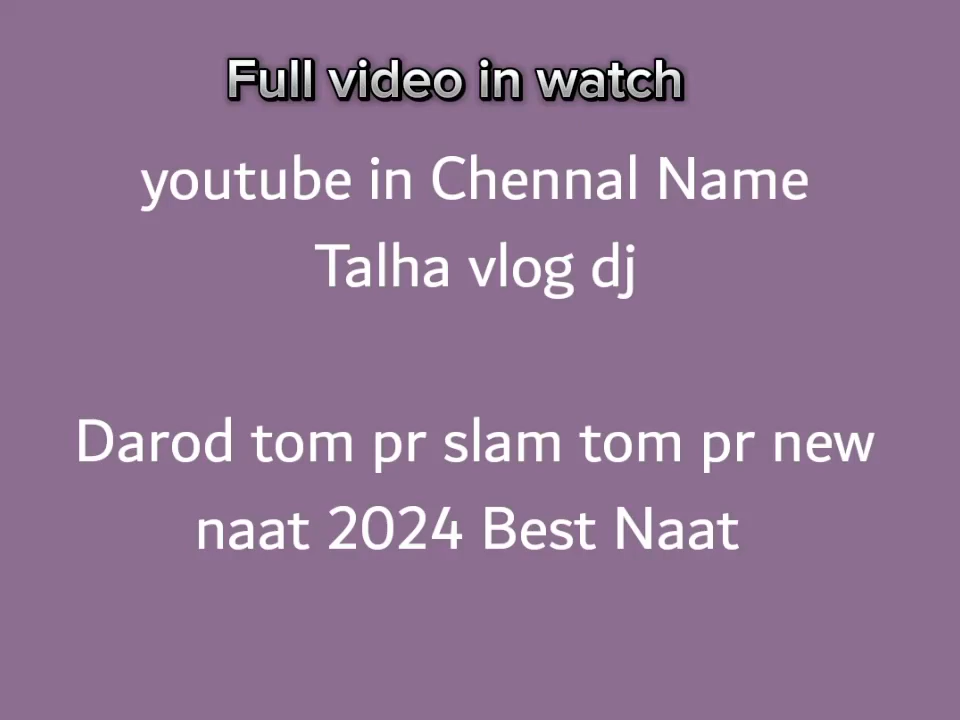 Full video in watch
youtube in Chennal Name
Talha vlog dj
Darod tom pr slam tom pr new
naat 2024 Best Naat